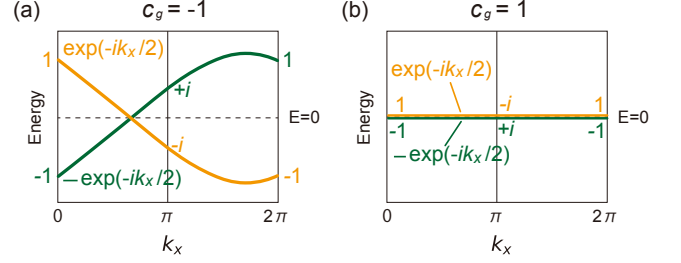 (a)
c_g = -1
Energy
1
exp(-ik_x/2)
1
+i
E=0
-i
-1
−exp(-ik_x/2)
-1
0
π
2π
k_x
(b)
c_g = 1
Energy
exp(-ik_x/2)
1
-i
1
E=0
-1
+i
-1
−exp(-ik_x/2)
0
π
2π
k_x